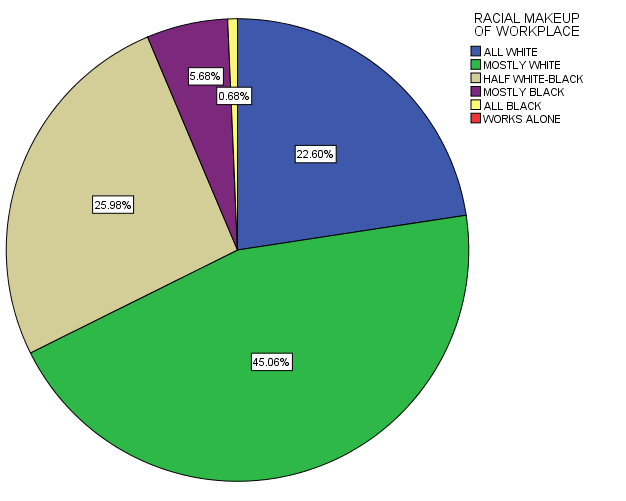 RACIAL MAKEUP
OF WORKPLACE
ALL WHITE
MOSTLY WHITE
HALF WHITE-BLACK
MOSTLY BLACK
ALL BLACK
WORKS ALONE
5.68%
0.68%
22.60%
25.98%
45.06%